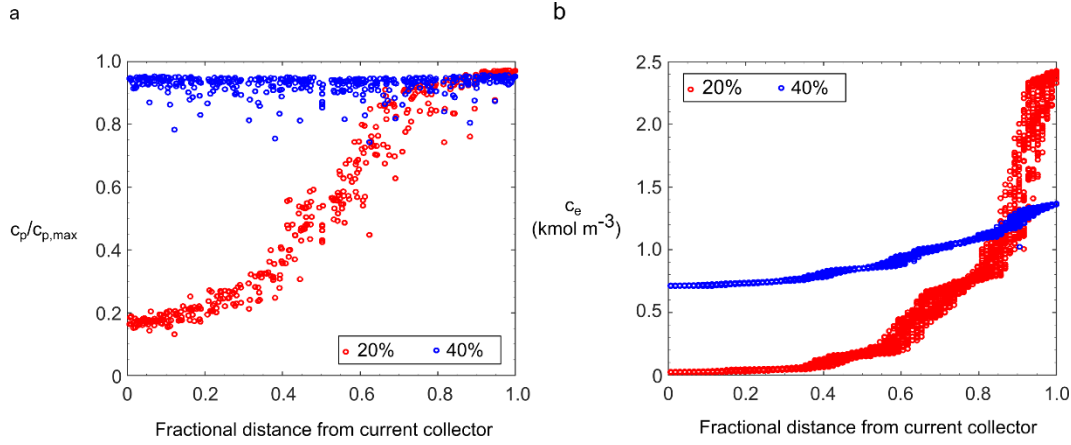 a
1.0
0.8
0.6
0.4
0.2
0
cp/cp,max
20% 40%
0 0.2 0.4 0.6 0.8 1.0
Fractional distance from current collector
b
2.5
2.0
1.5
1.0
0.5
0
ce
(kmol m-3)
20% 40%
0 0.2 0.4 0.6 0.8 1.0
Fractional distance from current collector